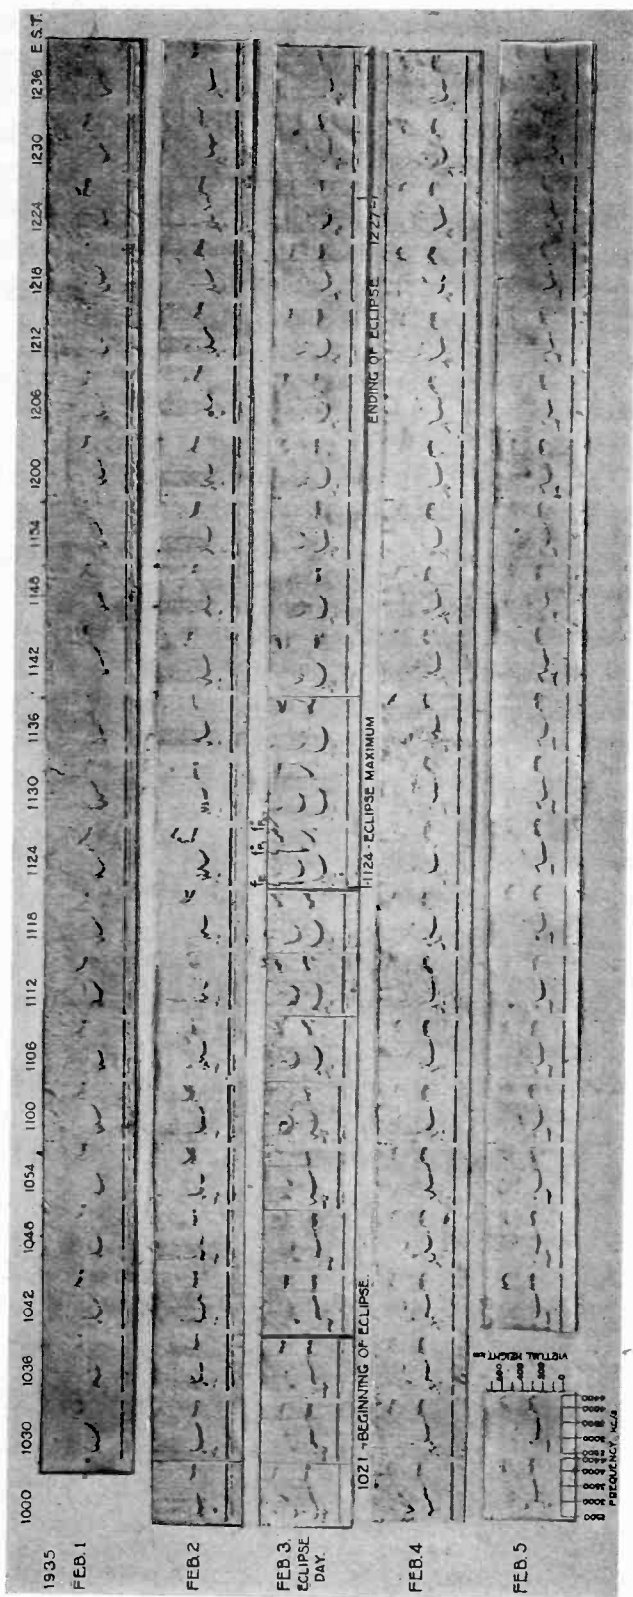 1935
1000 1030 1036 1042 1048 1054 1100 1106 1112 1118 1124 1130 1136 1142 1148 1154 1200 1206 1212 1218 1224 1230 1236 E.S.T.
FEB. 1
FEB. 2
FEB. 3.
ECLIPSE
DAY.
fE
1021-BEGINNING OF ECLIPSE.
1124-ECLIPSE MAXIMUM
ENDING OF ECLIPSE 1227-
FEB. 4
FEB. 5
VIRTUAL HEIGHT KM
FREQUENCY, KC/S